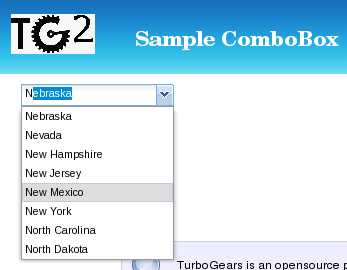 TG2
Sample ComboBox
Nebraska
Nebraska
Nevada
New Hampshire
New Jersey
New Mexico
New York
North Carolina
North Dakota
TurboGears is an opensource